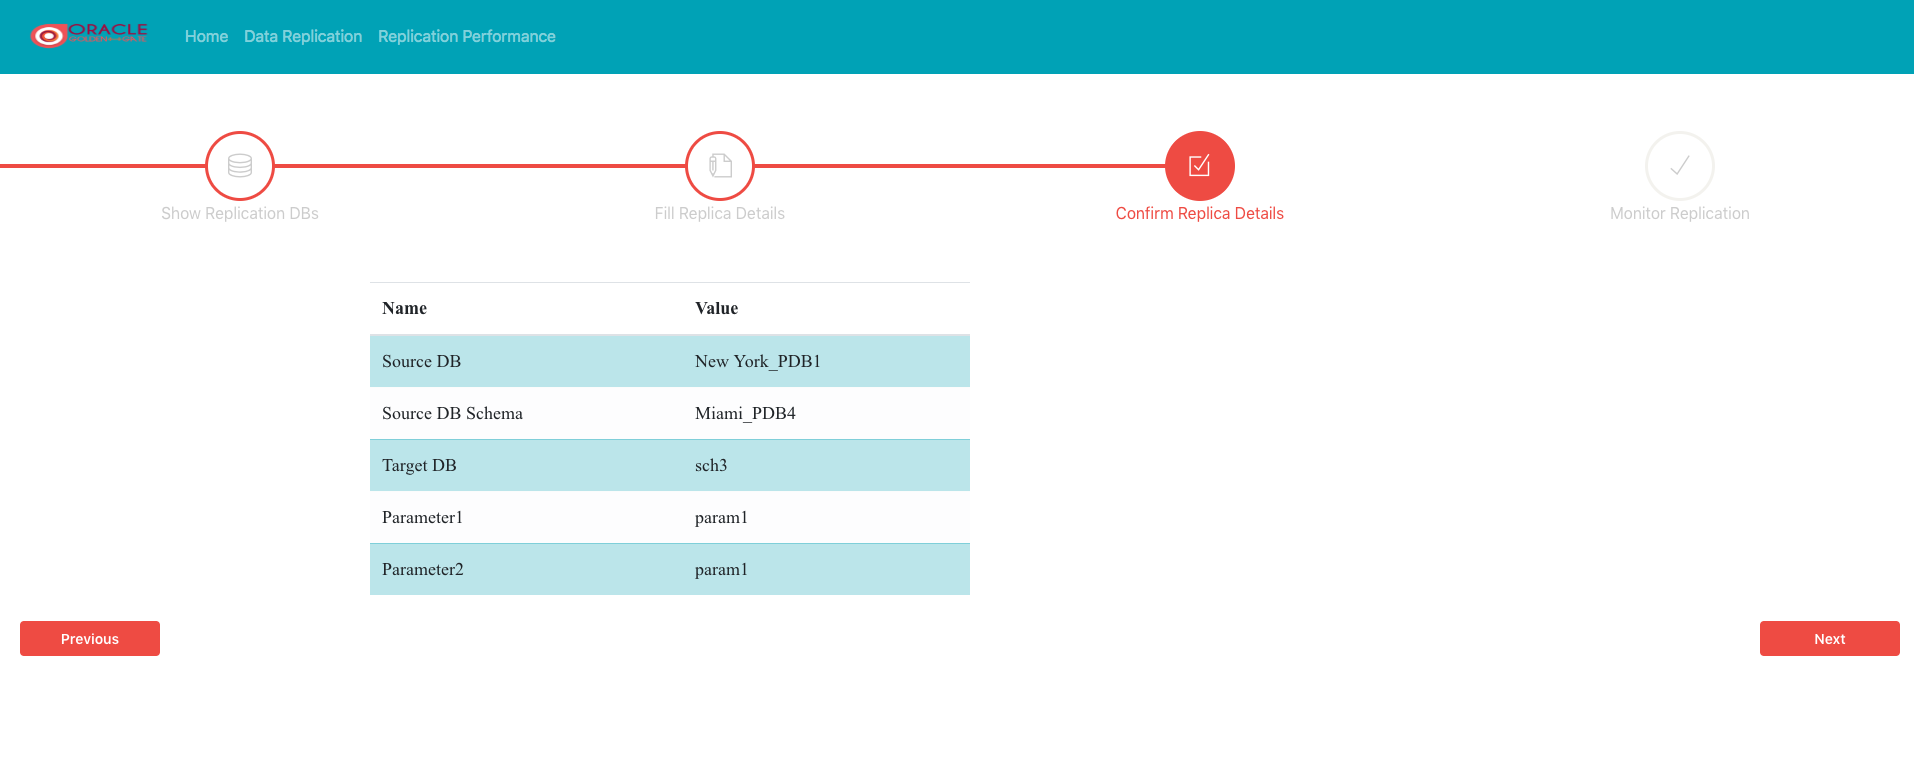 ORACLE
Home Data Replication Replication Performance
Show Replication DBs Fill Replica Details Confirm Replica Details Monitor Replication
Name Value
Source DB New York_PDB1
Source DB Schema Miami_PDB4
Target DB sch3
Parameter1 param1
Parameter2 param1
Previous Next